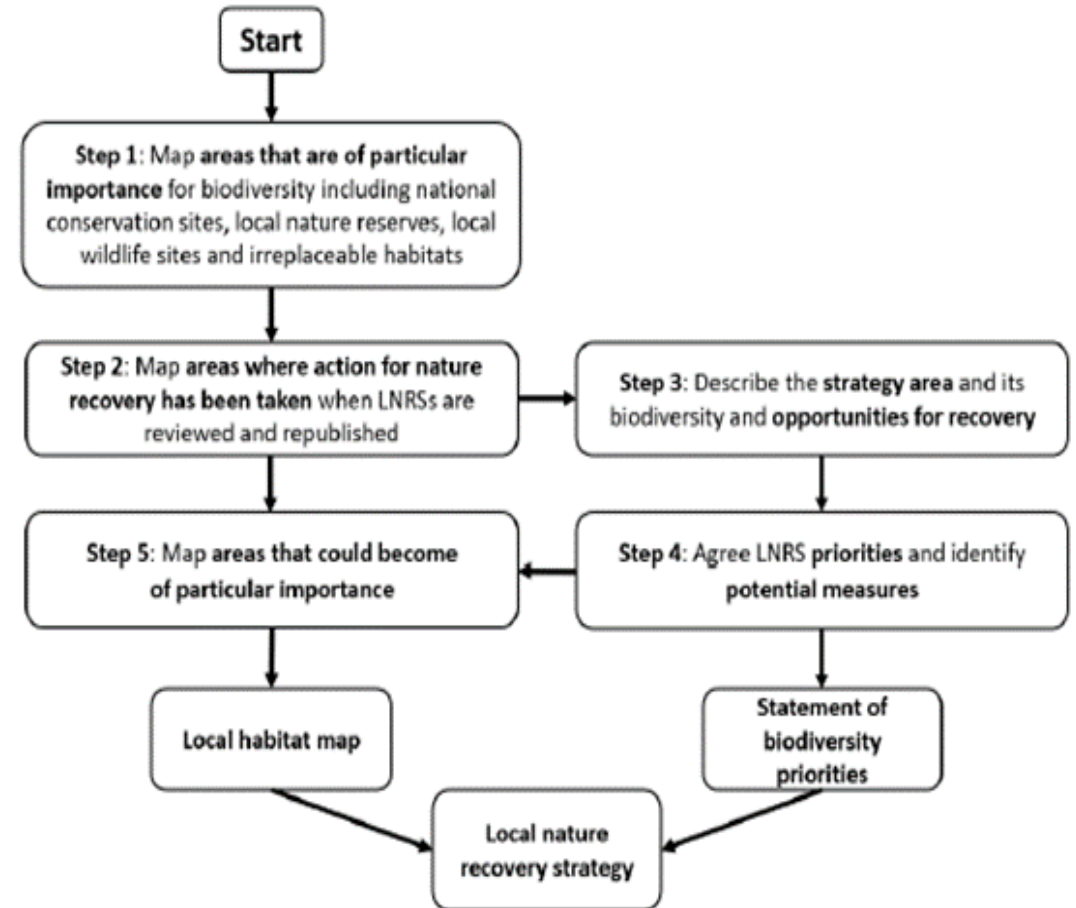 Start
Step 1: Map areas that are of particular
importance for biodiversity including national
conservation sites, local nature reserves, local
wildlife sites and irreplaceable habitats
Step 2: Map areas where action for nature
recovery has been taken when LNRSs are
reviewed and republished
Step 3: Describe the strategy area and its
biodiversity and opportunities for recovery
Step 4: Agree LNRS priorities and identify
potential measures
Step 5: Map areas that could become
of particular importance
Local habitat map
Statement of
biodiversity
priorities
Local nature
recovery strategy